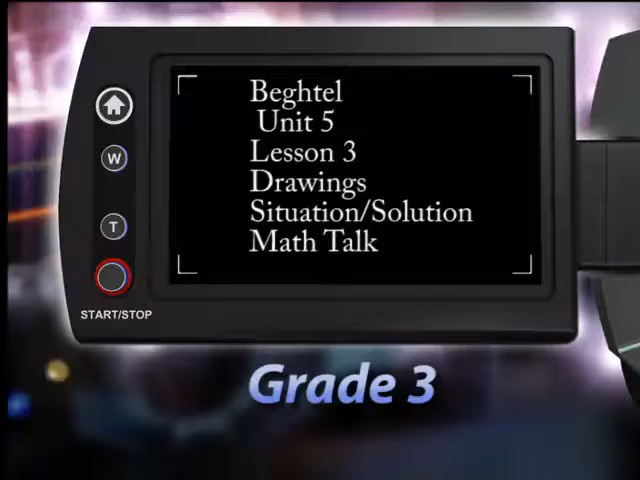 Beghtel
Unit 5
Lesson 3
Drawings
Situation/Solution
Math Talk
W
T
START/STOP
Grade 3